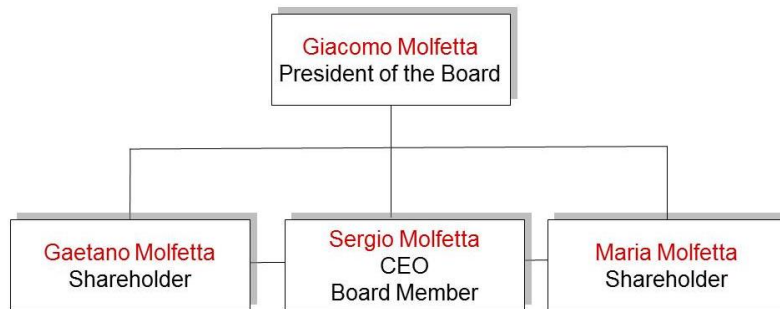 Giacomo Molfetta
President of the Board
Gaetano Molfetta
Shareholder
Sergio Molfetta
CEO
Board Member
Maria Molfetta
Shareholder